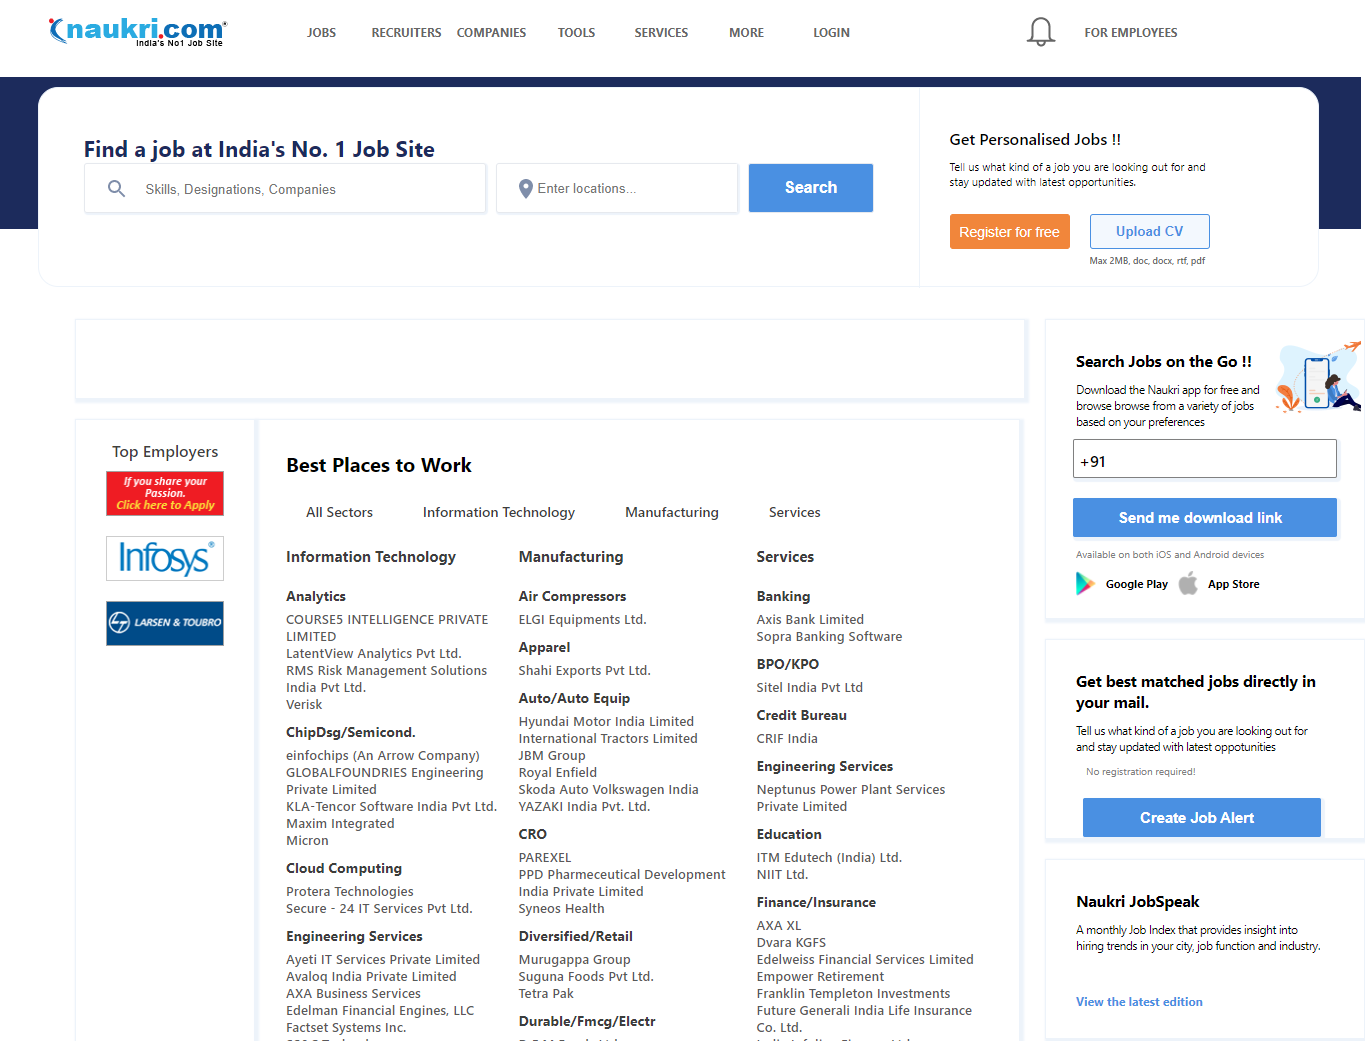 naukri.com
India's No1 Job Site
JOBS
RECRUITERS
COMPANIES
TOOLS
SERVICES
MORE
LOGIN
FOR EMPLOYEES
Find a job at India's No. 1 Job Site
Skills, Designations, Companies
Enter locations...
Search
Get Personalised Jobs !!
Tell us what kind of a job you are looking out for and
stay updated with latest opportunities.
Register for free
Upload CV
Max 2MB, doc, docx, rtf, pdf
Top Employers
If you share your
Passion.
Click here to Apply
Infosys®
LARSEN & TOUBRO
Best Places to Work
All Sectors
Information Technology
Manufacturing
Services
Information Technology
Analytics
COURSE5 INTELLIGENCE PRIVATE
LIMITED
LatentView Analytics Pvt Ltd.
RMS Risk Management Solutions
India Pvt Ltd.
Verisk
ChipDsg/Semicond.
einfochips (An Arrow Company)
GLOBALFOUNDRIES Engineering
Private Limited
KLA-Tencor Software India Pvt Ltd.
Maxim Integrated
Micron
Cloud Computing
Protera Technologies
Secure - 24 IT Services Pvt Ltd.
Engineering Services
Ayeti IT Services Private Limited
Avaloq India Private Limited
AXA Business Services
Edelman Financial Engines, LLC
Factset Systems Inc.
Manufacturing
Air Compressors
ELGI Equipments Ltd.
Apparel
Shahi Exports Pvt Ltd.
Auto/Auto Equip
Hyundai Motor India Limited
International Tractors Limited
JBM Group
Royal Enfield
Skoda Auto Volkswagen India
YAZAKI India Pvt. Ltd.
CRO
PAREXEL
PPD Pharmeceutical Development
India Private Limited
Syneos Health
Diversified/Retail
Murugappa Group
Suguna Foods Pvt Ltd.
Tetra Pak
Durable/Fmcg/Electr
Services
Banking
Axis Bank Limited
Sopra Banking Software
BPO/KPO
Sitel India Pvt Ltd
Credit Bureau
CRIF India
Engineering Services
Neptunus Power Plant Services
Private Limited
Education
ITM Edutech (India) Ltd.
NIIT Ltd.
Finance/Insurance
AXA XL
Dvara KGFS
Edelweiss Financial Services Limited
Empower Retirement
Franklin Templeton Investments
Future Generali India Life Insurance
Co. Ltd.
Search Jobs on the Go !!
Download the Naukri app for free and
browse browse from a variety of jobs
based on your preferences
+91
Send me download link
Available on both iOS and Android devices
Google Play
App Store
Get best matched jobs directly in
your mail.
Tell us what kind of a job you are looking out for
and stay updated with latest oppotunities
No registration required!
Create Job Alert
Naukri JobSpeak
A monthly Job Index that provides insight into
hiring trends in your city, job function and industry.
View the latest edition